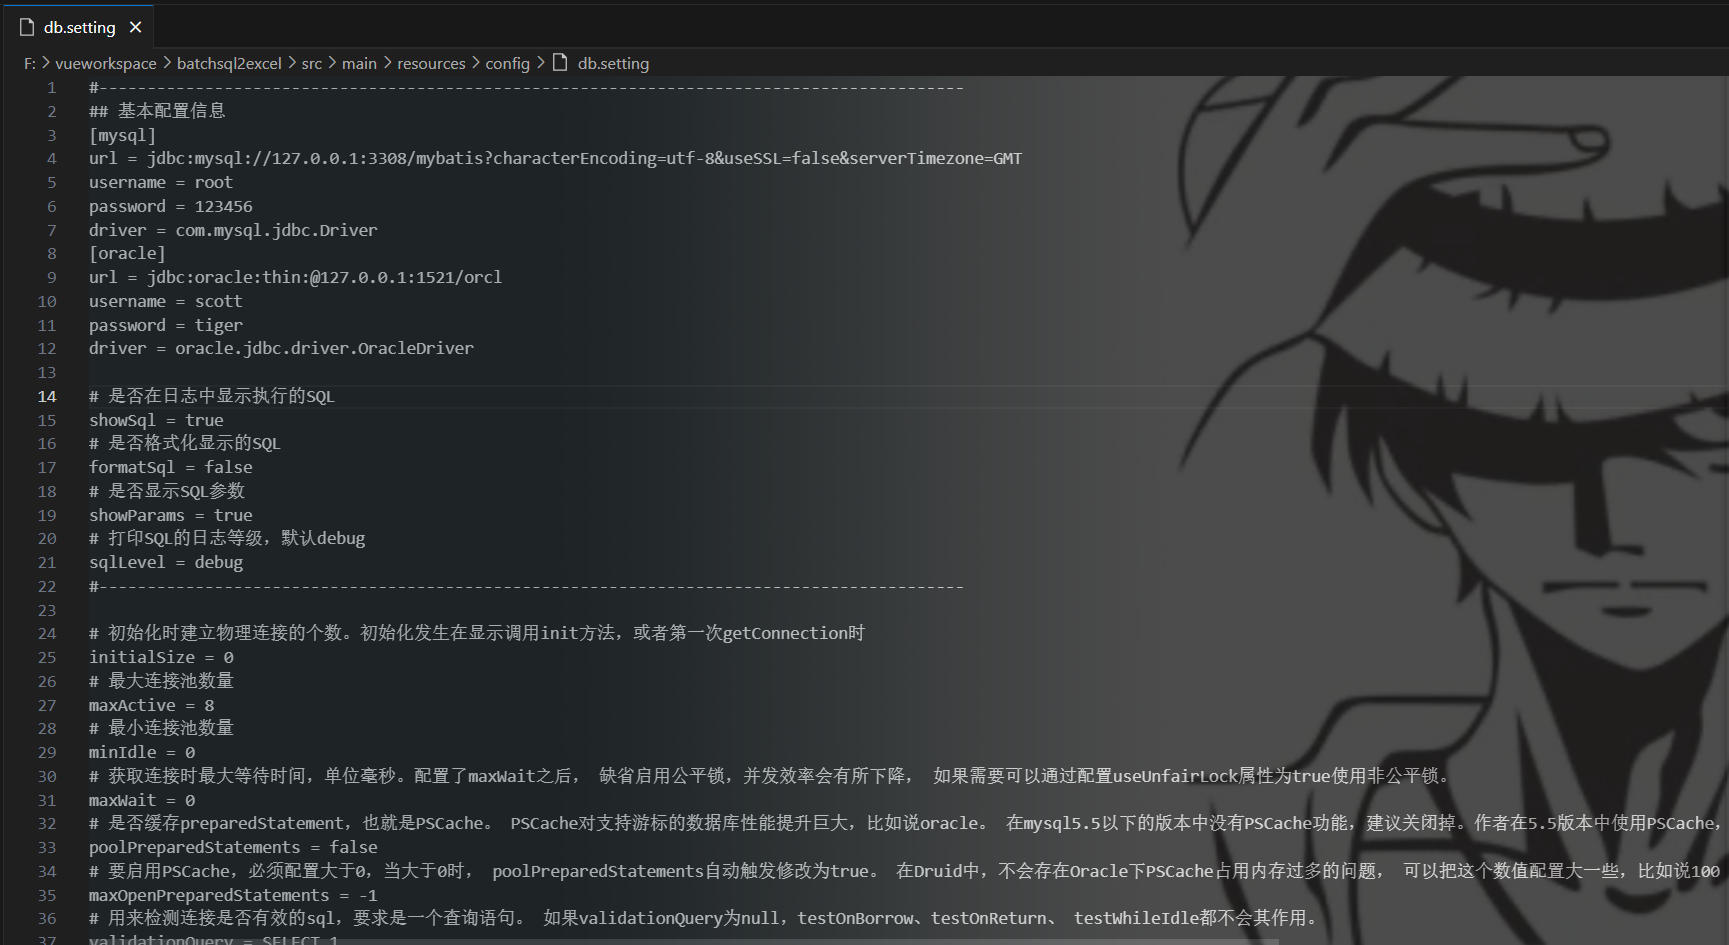 db.setting
F: > vueworkspace > batchsql2excel > src > main > resources > config > db.setting
1 #------------------------------------------------------------------------------------------
2 ## 基本配置信息
3 [mysql]
4 url = jdbc:mysql://127.0.0.1:3308/mybatis?characterEncoding=utf-8&useSSL=false&serverTimezone=GMT
5 username = root
6 password = 123456
7 driver = com.mysql.jdbc.Driver
8 [oracle]
9 url = jdbc:oracle:thin:@127.0.0.1:1521/orcl
10 username = scott
11 password = tiger
12 driver = oracle.jdbc.driver.OracleDriver
13
14 # 是否在日志中显示执行的SQL
15 showSql = true
16 # 是否格式化显示的SQL
17 formatSql = false
18 # 是否显示SQL参数
19 showParams = true
20 # 打印SQL的日志等级，默认debug
21 sqlLevel = debug
22 #------------------------------------------------------------------------------------------
23
24 # 初始化时建立物理连接的个数。初始化发生在显示调用init方法，或者第一次getConnection时
25 initialSize = 0
26 # 最大连接池数量
27 maxActive = 8
28 # 最小连接池数量
29 minIdle = 0
30 # 获取连接时最大等待时间，单位毫秒。配置了maxWait之后， 缺省启用公平锁，并发效率会有所下降， 如果需要可以通过配置useUnfairLock属性为true使用非公平锁。
31 maxWait = 0
32 # 是否缓存preparedStatement，也就是PSCache。 PSCache对支持游标的数据库性能提升巨大，比如说oracle。 在mysql5.5以下的版本中没有PSCache功能，建议关闭掉。作者在5.5版本中使用PSCache，
33 poolPreparedStatements = false
34 # 要启用PSCache，必须配置大于0，当大于0时， poolPreparedStatements自动触发修改为true。 在Druid中，不会存在Oracle下PSCache占用内存过多的问题， 可以把这个数值配置大一些，比如说100
35 maxOpenPreparedStatements = -1
36 # 用来检测连接是否有效的sql，要求是一个查询语句。 如果validationQuery为null，testOnBorrow、testOnReturn、 testWhileIdle都不会其作用。
37 validationQuery = SELECT 1